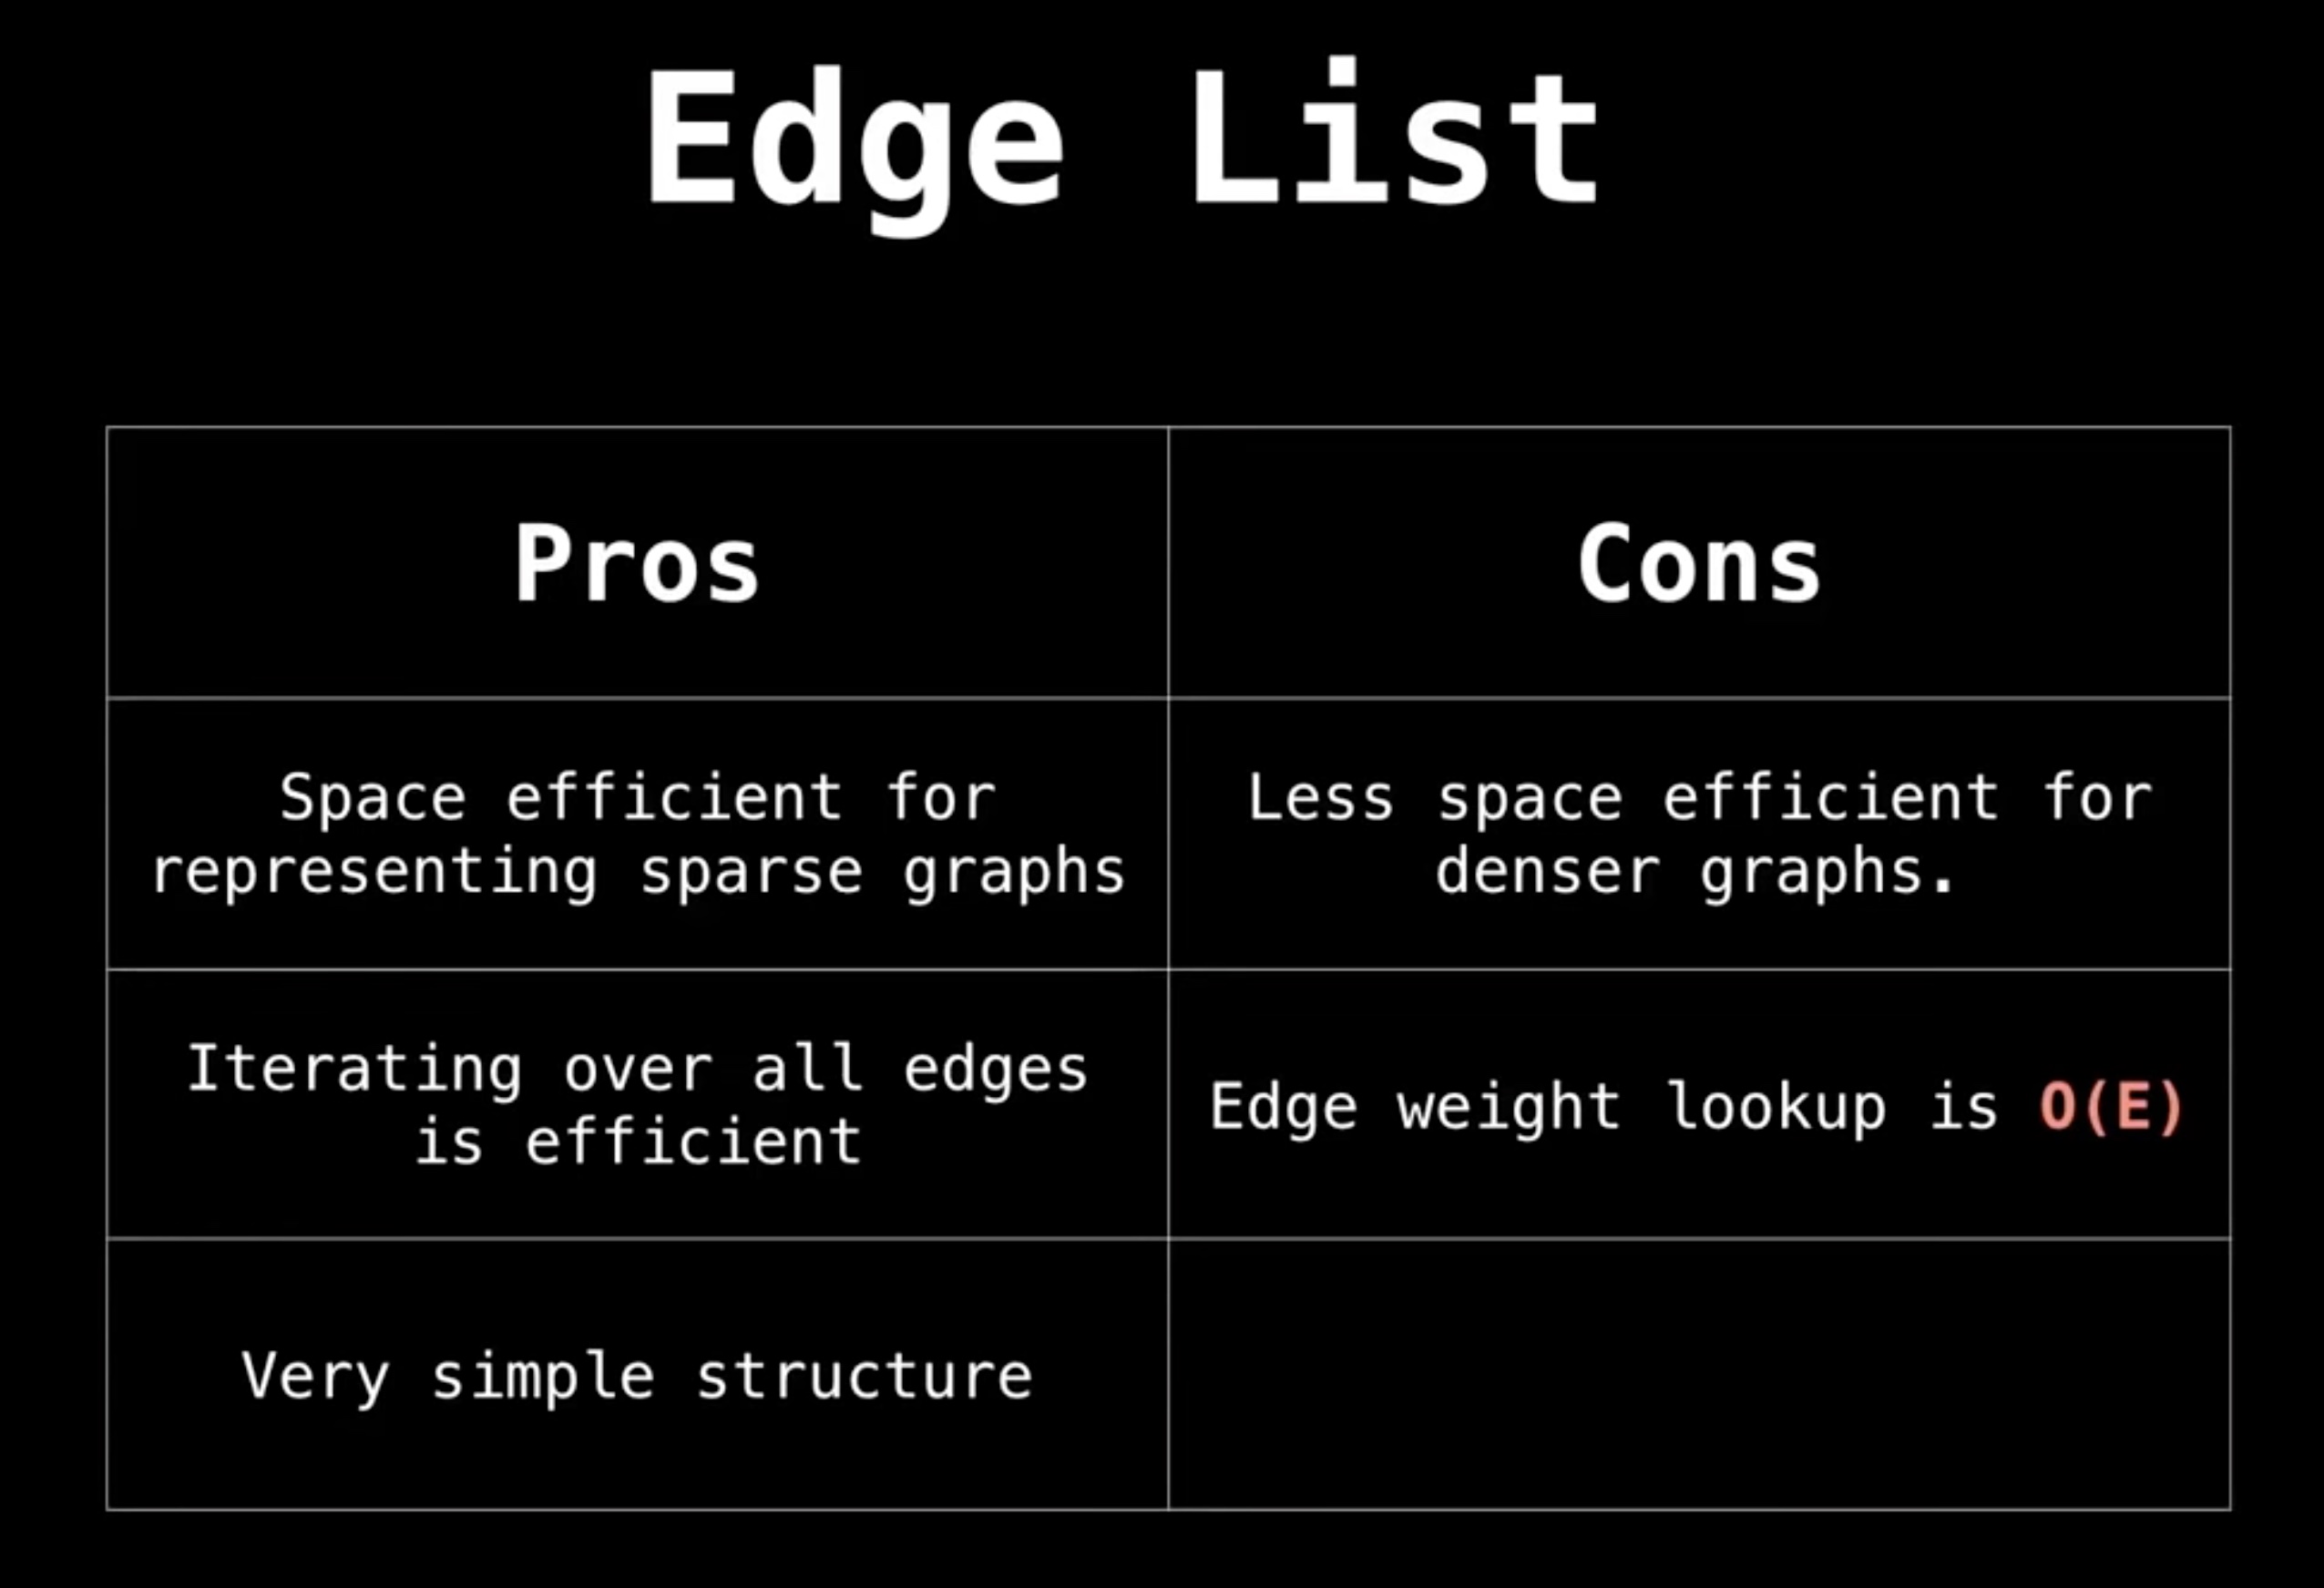 Edge List
Pros
Cons
Space efficient for
representing sparse graphs
Less space efficient for
denser graphs.
Iterating over all edges
is efficient
Edge weight lookup is O(E)
Very simple structure